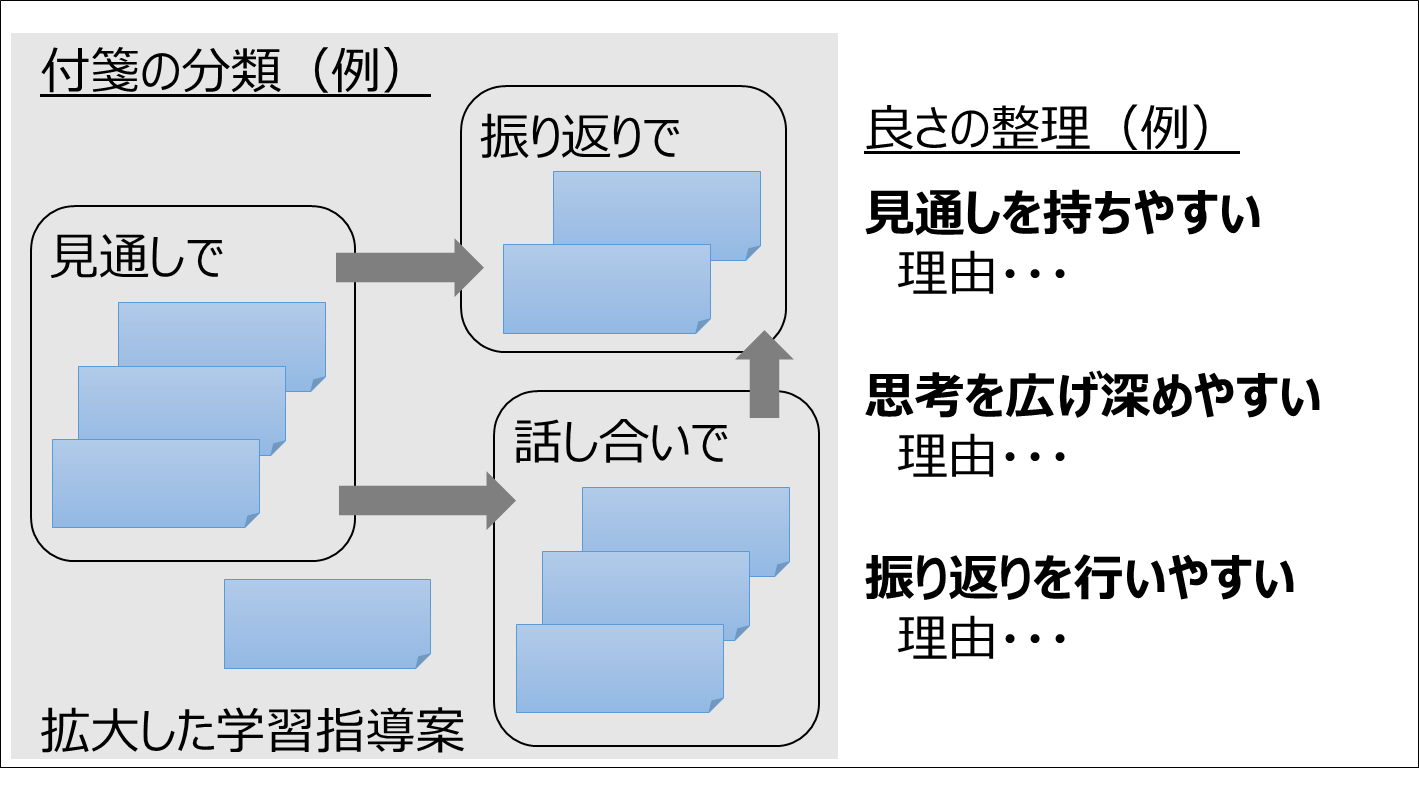 付箋の分類（例）
振り返りで
見通しで
話し合いで
拡大した学習指導案
良さの整理（例）
見通しを持ちやすい
理由・・・
思考を広げ深めやすい
理由・・・
振り返りを行いやすい
理由・・・